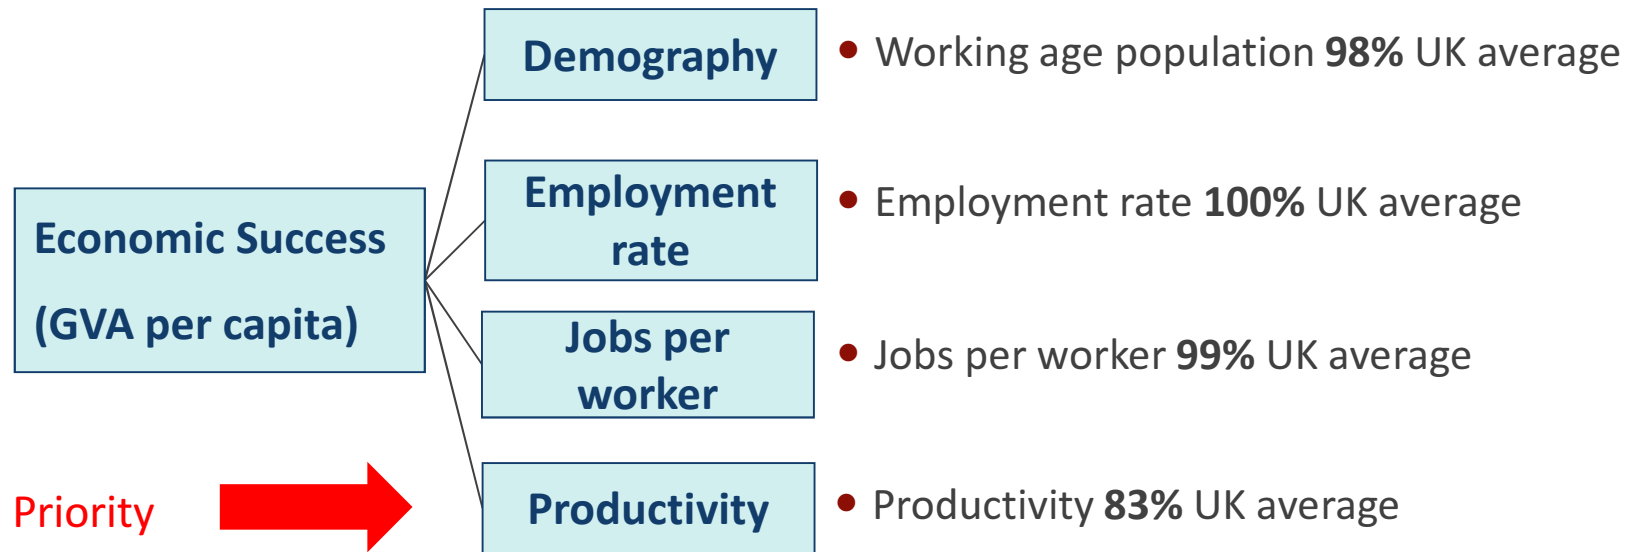 Demography
• Working age population 98% UK average
Employment
rate
• Employment rate 100% UK average
Economic Success
(GVA per capita)
Jobs per
worker
• Jobs per worker 99% UK average
Priority
Productivity
• Productivity 83% UK average